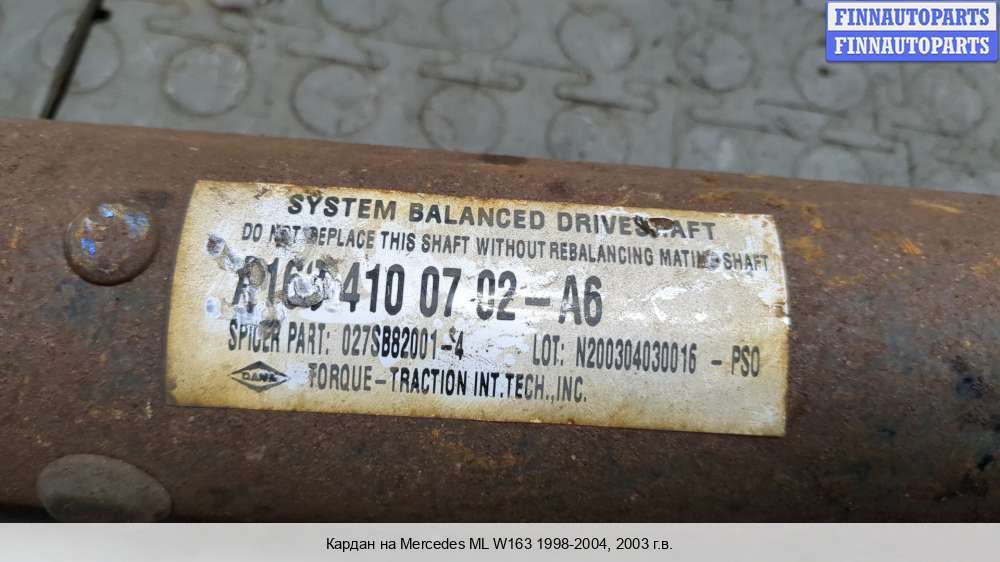 FINNAUTOPARTS
FINNAUTOPARTS
SYSTEM BALANCED DRIVESHAFT
DO NOT REPLACE THIS SHAFT WITHOUT REBALANCING MATING SHAFT
A163 410 07 02-A6
SPICER PART: 027SB82001-4 LOT: N200304030016 - PSO
DANA TORQUE-TRACTION INT.TECH.,INC.
Кардан на Mercedes ML W163 1998-2004, 2003 г.в.